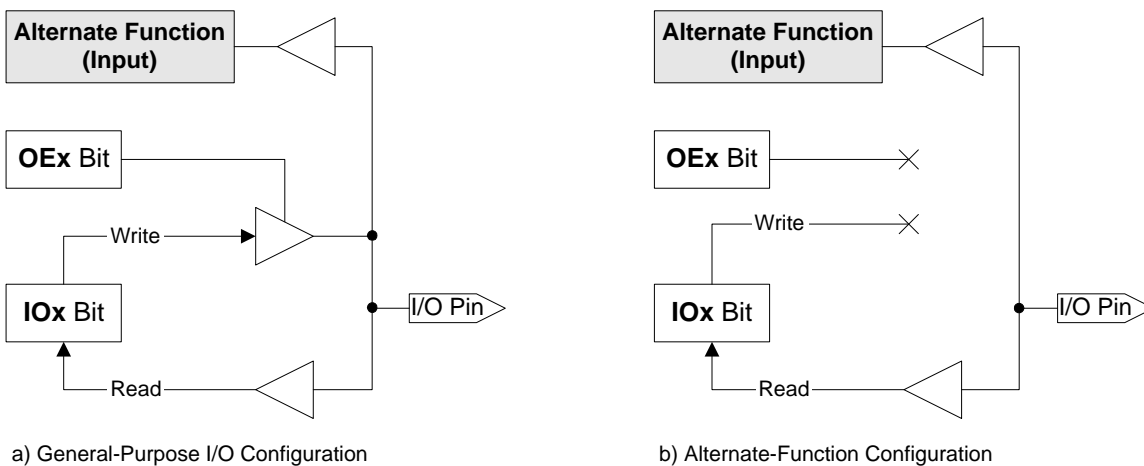 Alternate Function
(Input)
OEx Bit
Write
IOx Bit
I/O Pin
Read
a) General-Purpose I/O Configuration
Alternate Function
(Input)
OEx Bit
Write
IOx Bit
I/O Pin
Read
b) Alternate-Function Configuration